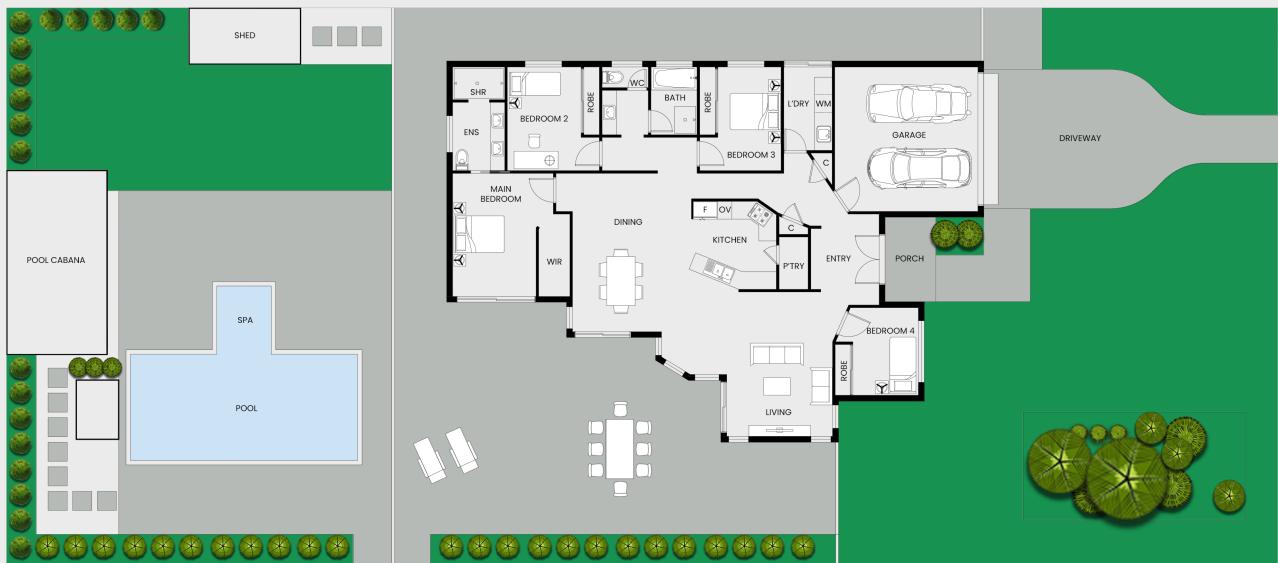 SHED
SHR
WC
BATH
ROBE
ROBE
BEDROOM 2
L'DRY
WM
ENS
GARAGE
DRIVEWAY
BEDROOM 3
C
MAIN
BEDROOM
F
OV
DINING
C
KITCHEN
POOL CABANA
WIR
P'TRY
ENTRY
PORCH
SPA
BEDROOM 4
ROBE
POOL
LIVING